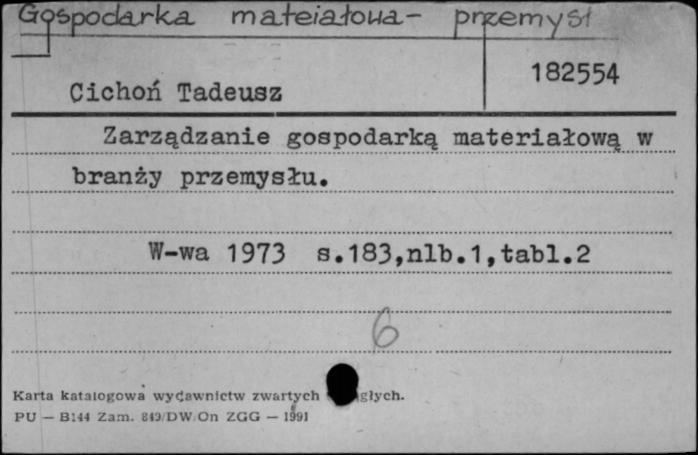 Gospodarka mateiałowa - przemysł
182554
Cichoń Tadeusz
Zarządzanie gospodarką materiałową w
branży przemysłu.
W-wa 1973 s.183,nlb.1,tabl.2
6
Karta katalogowa wydawnictw zwartych głych.
PU — B144 Zam. 849/DW/On ZGG — 1991